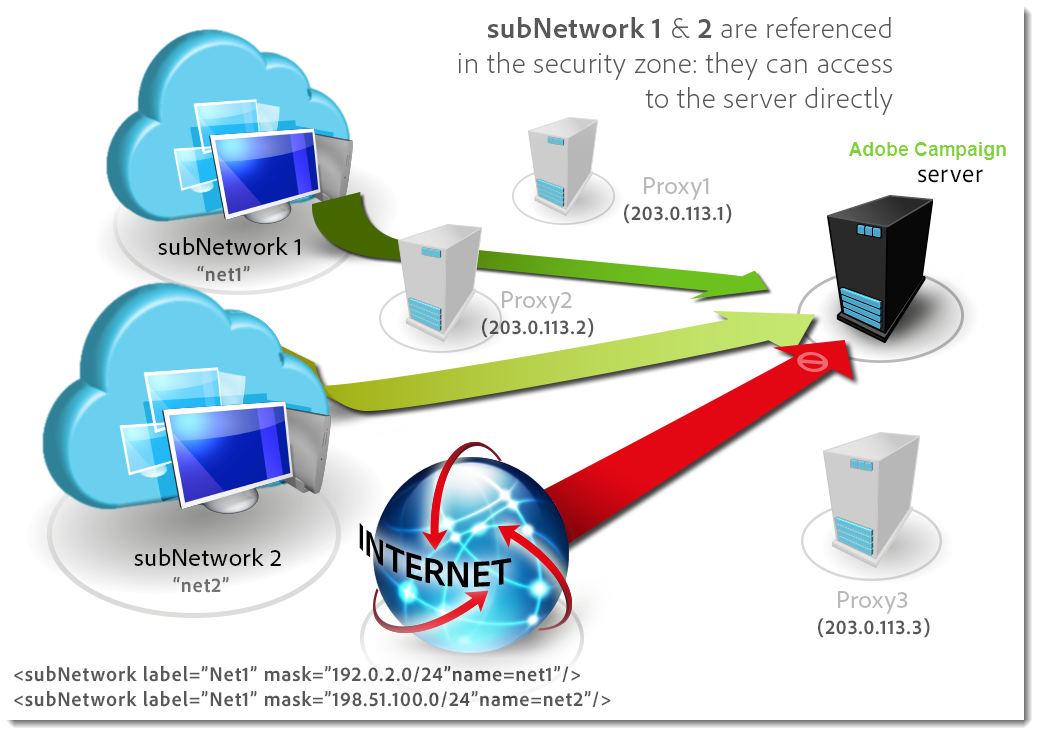 subNetwork 1 & 2 are referenced
in the security zone: they can access
to the server directly
Adobe Campaign
server
Proxy1
(203.0.113.1)
subNetwork 1
“net1”
Proxy2
(203.0.113.2)
INTERNET
subNetwork 2
“net2”
Proxy3
(203.0.113.3)
<subNetwork label=”Net1” mask=”192.0.2.0/24”name=net1”/>
<subNetwork label=”Net1” mask=”198.51.100.0/24”name=net2”/>